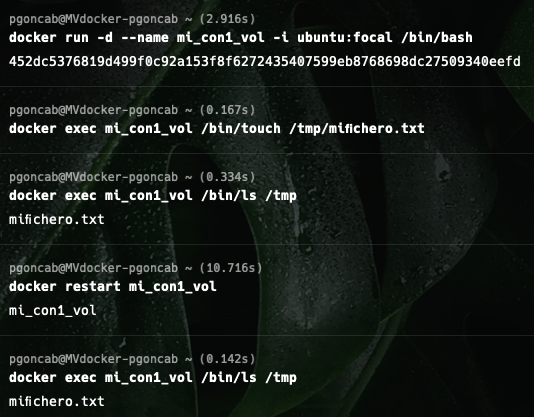 pgoncab@MVdocker-pgoncab ~ (2.916s)
docker run -d --name mi_con1_vol -i ubuntu:focal /bin/bash
452dc5376819d499f0c92a153f8f6272435407599eb8768698dc27509340eefd
pgoncab@MVdocker-pgoncab ~ (0.167s)
docker exec mi_con1_vol /bin/touch /tmp/mifichero.txt
pgoncab@MVdocker-pgoncab ~ (0.334s)
docker exec mi_con1_vol /bin/ls /tmp
mifichero.txt
pgoncab@MVdocker-pgoncab ~ (10.716s)
docker restart mi_con1_vol
mi_con1_vol
pgoncab@MVdocker-pgoncab ~ (0.142s)
docker exec mi_con1_vol /bin/ls /tmp
mifichero.txt